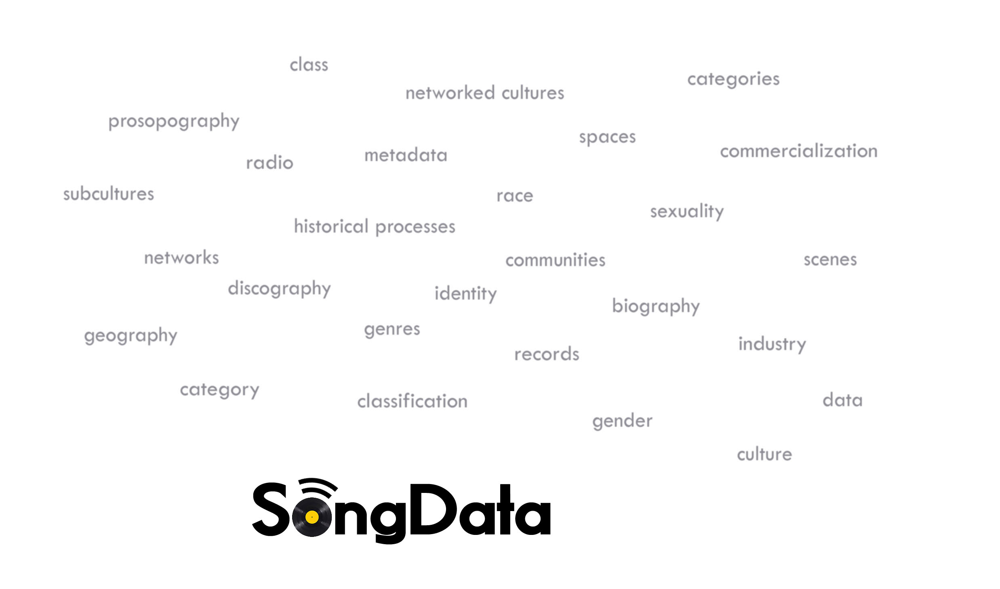 class
categories
networked cultures
prosopography
spaces
commercialization
metadata
radio
subcultures
race
sexuality
historical processes
networks
communities
scenes
discography
identity
biography
genres
geography
industry
records
category
classification
data
gender
culture
SongData